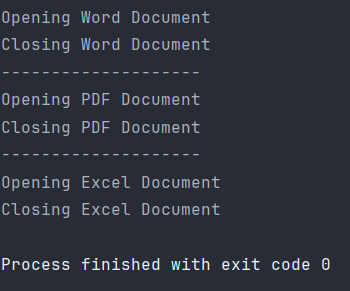 Opening Word Document
Closing Word Document
--------------------
Opening PDF Document
Closing PDF Document
--------------------
Opening Excel Document
Closing Excel Document
Process finished with exit code 0